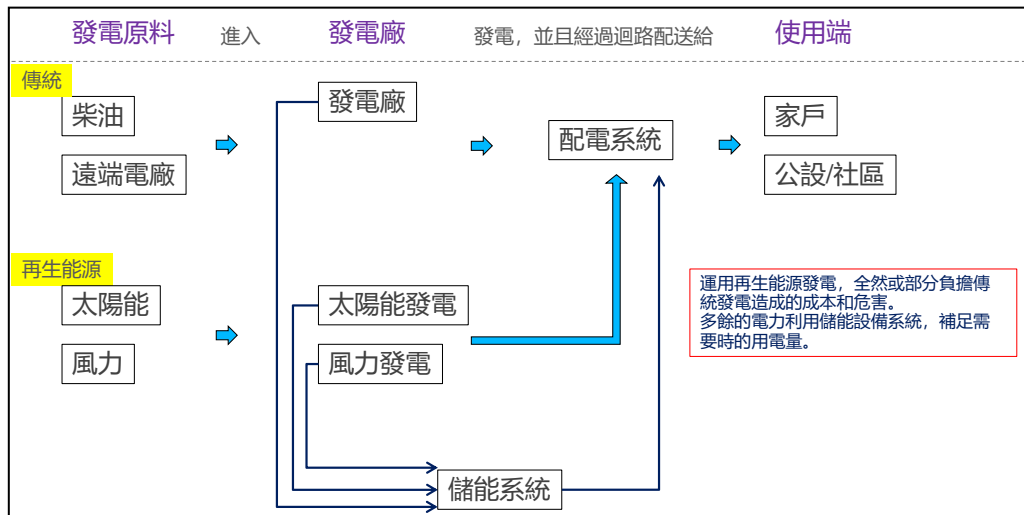 發電原料 進入 發電廠 發電，並且經過迴路配送給 使用端
傳統
柴油
遠端電廠
發電廠
配電系統
家戶
公設/社區
再生能源
太陽能
風力
太陽能發電
風力發電
儲能系統
運用再生能源發電，全然或部分負擔傳
統發電造成的成本和危害。
多餘的電力利用儲能設備系統，補足需
要時的用電量。